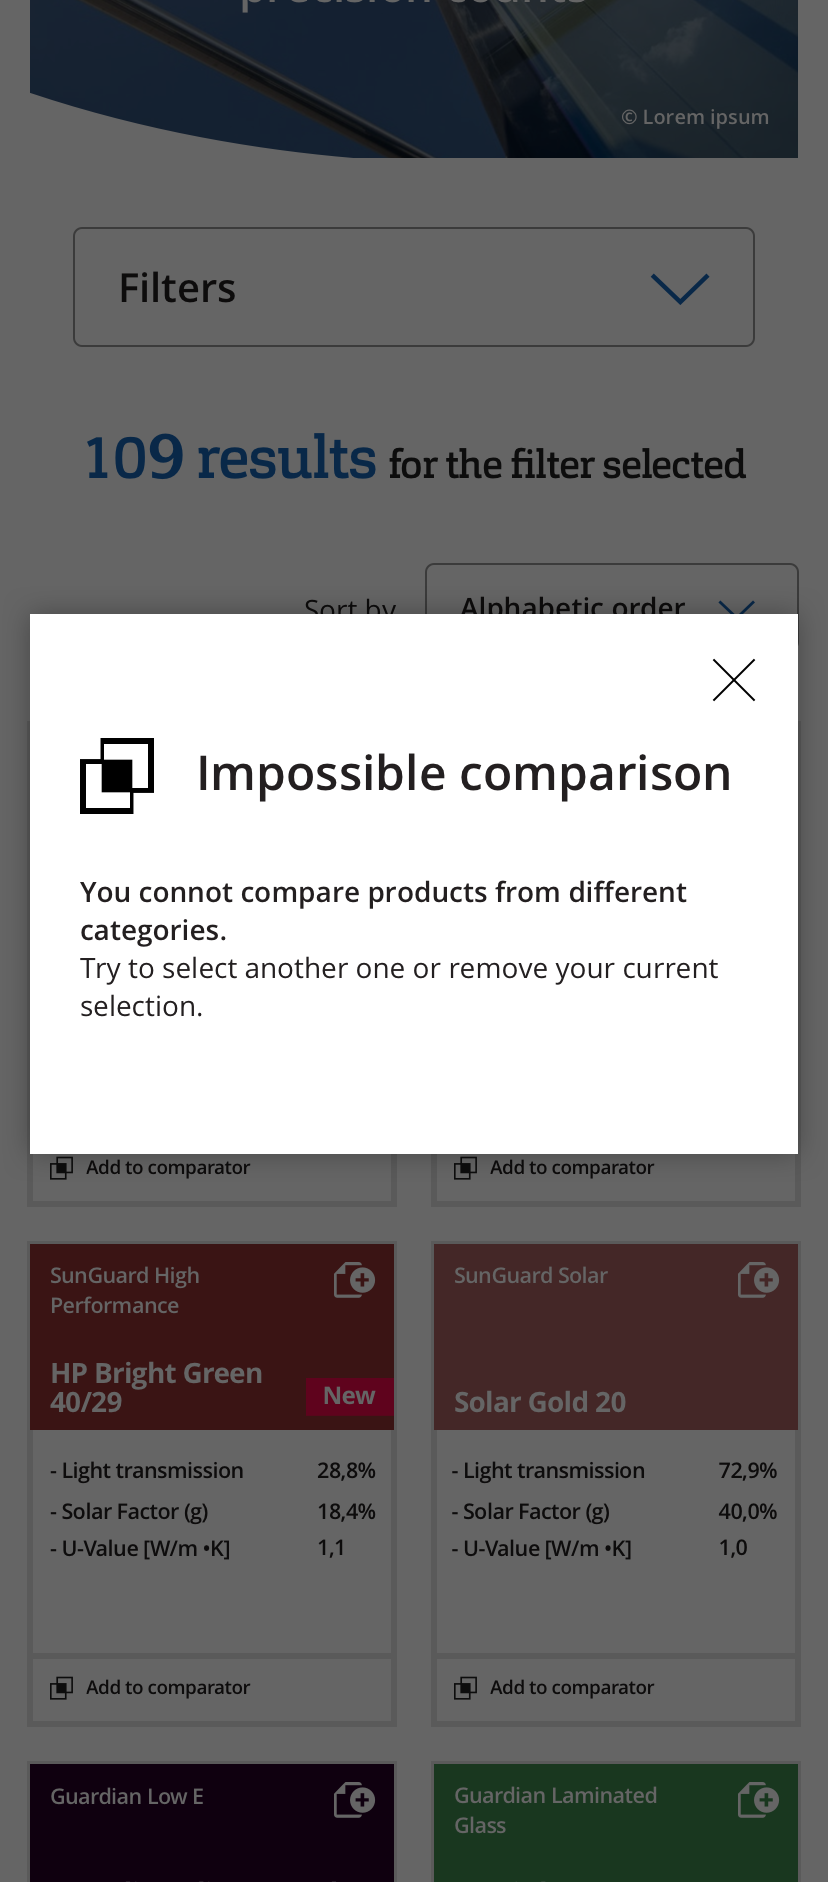 precision counts
© Lorem ipsum
Filters
109 results for the filter selected
Sort by
Alphabetic order
Impossible comparison
You connot compare products from different
categories.
Try to select another one or remove your current
selection.
Add to comparator
Add to comparator
SunGuard High
Performance
HP Bright Green
40/29
New
- Light transmission 28,8%
- Solar Factor (g) 18,4%
- U-Value [W/m •K] 1,1
Add to comparator
SunGuard Solar
Solar Gold 20
- Light transmission 72,9%
- Solar Factor (g) 40,0%
- U-Value [W/m •K] 1,0
Add to comparator
Guardian Low E
Guardian Laminated
Glass